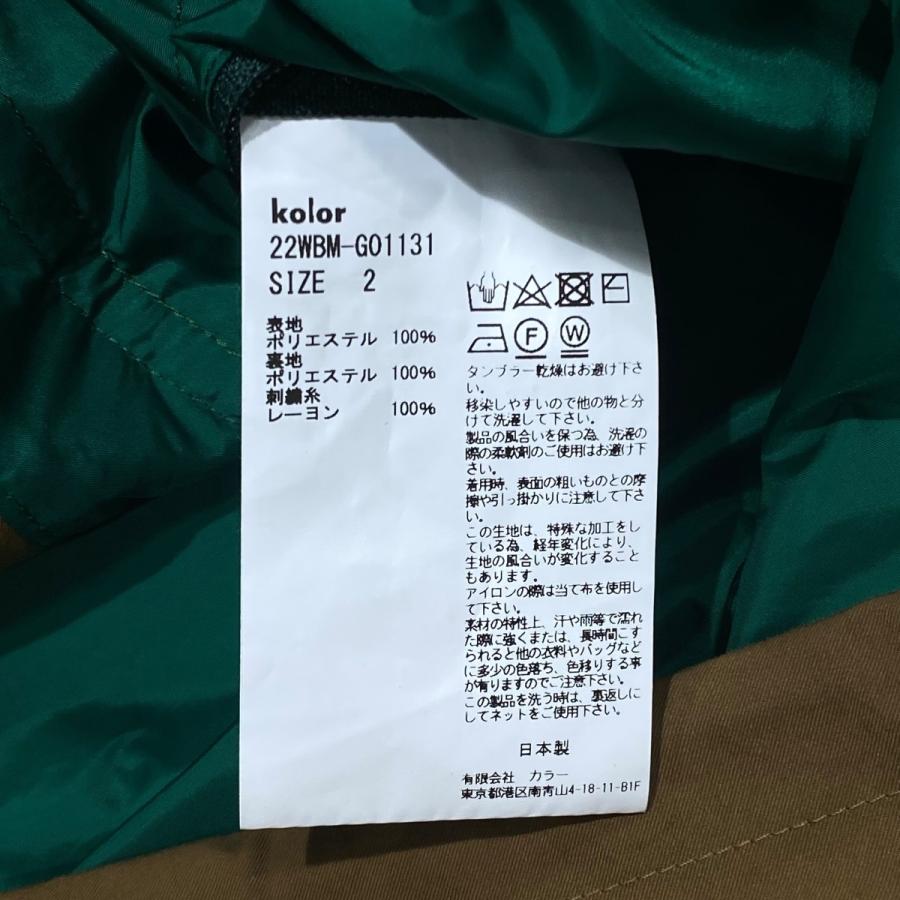 kolor
22WBM-G01131
SIZE 2
表地
ポリエステル 100%
裏地
ポリエステル 100%
刺繍糸
レーヨン 100%
F
W
タンブラー乾燥はお避け下さ
い。
移染しやすいので他の物と分
けて洗濯して下さい。
製品の風合いを保つ為、洗濯の
際の柔軟剤のご使用はお避け下
さい。
着用時、表面の粗いものとの摩
擦や引っ掛かりに注意して下さ
い。
この生地は、特殊な加工をし
ている為、経年変化により、
生地の風合いが変化すること
もあります。
アイロンの際は当て布を使用し
て下さい。
素材の特性上、汗や雨等で濡れ
た際に強くまたは、長時間こす
られると他の衣料やバッグなど
に多少の色落ち、色移りする事
が有りますのでご注意下さい。
この製品を洗う時は、裏返しに
してネットをご使用下さい。
日本製
有限会社 カラー
東京都港区南青山4-18-11-B1F